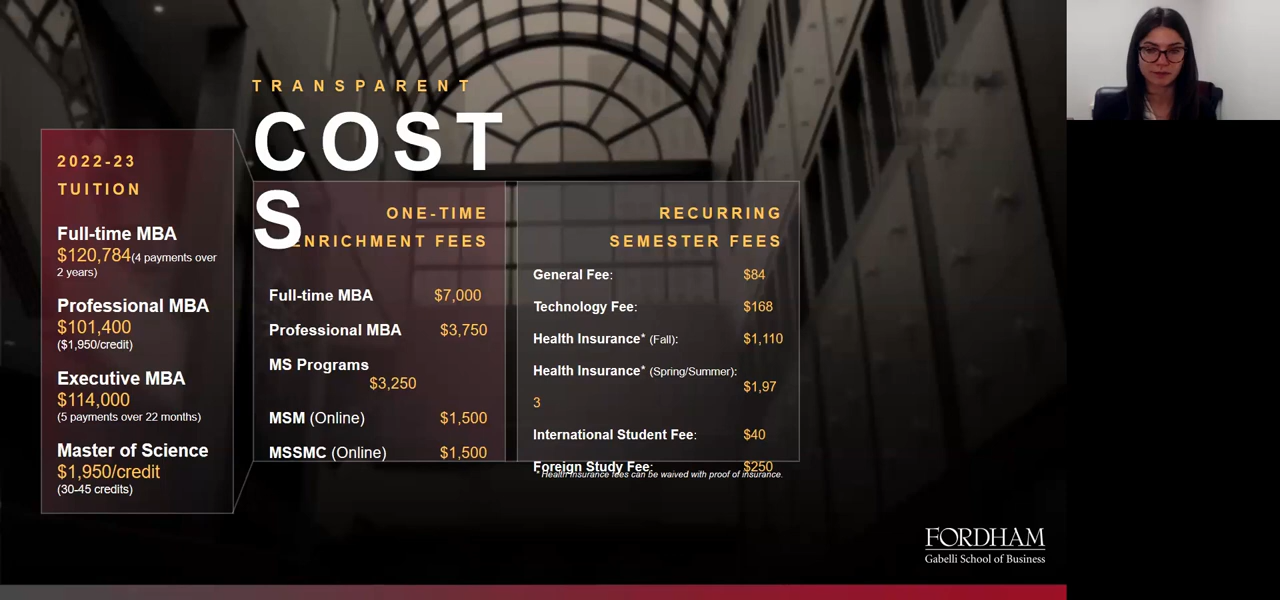 TRANSPARENT
COST
S
2022-23
TUITION
Full-time MBA
$120,784(4 payments over
2 years)
Professional MBA
$101,400
($1,950/credit)
Executive MBA
$114,000
(5 payments over 22 months)
Master of Science
$1,950/credit
(30-45 credits)
ONE-TIME
ENRICHMENT FEES
Full-time MBA $7,000
Professional MBA $3,750
MS Programs
$3,250
MSM (Online) $1,500
MSSMC (Online) $1,500
RECURRING
SEMESTER FEES
General Fee: $84
Technology Fee: $168
Health Insurance* (Fall): $1,110
Health Insurance* (Spring/Summer):
$1,97
3
International Student Fee: $40
Foreign Study Fee: $250
* Health insurance fees can be waived with proof of insurance.
FORDHAM
Gabelli School of Business